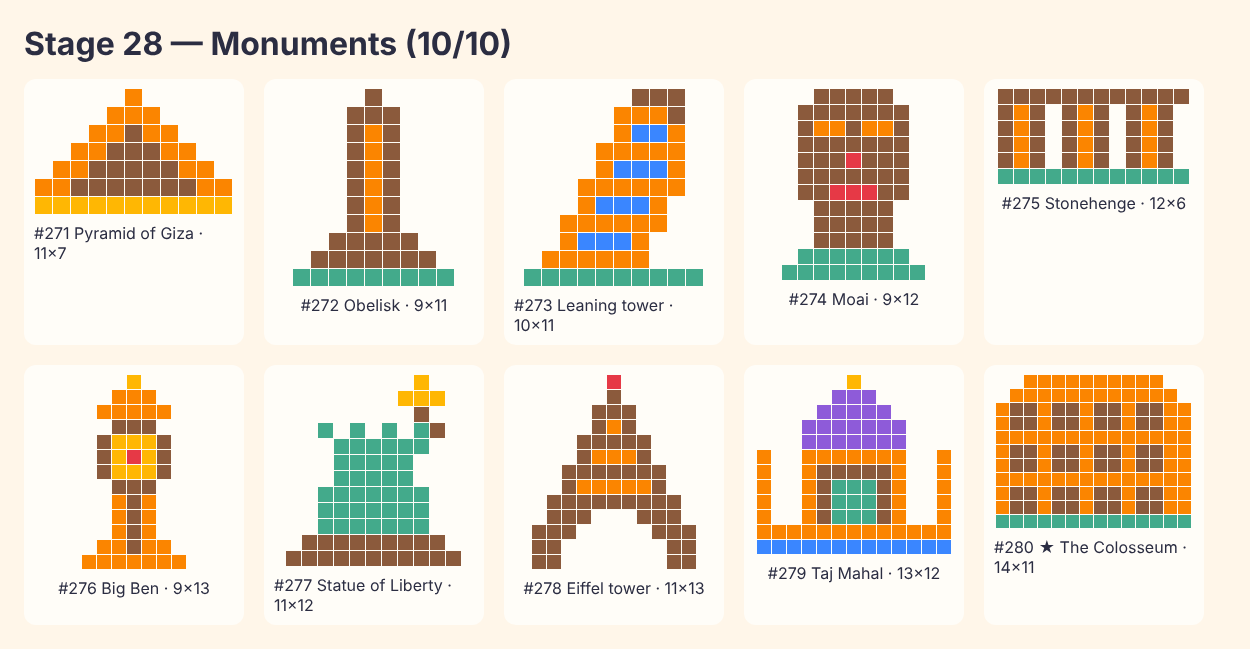 Stage 28 — Monuments (10/10)
#271 Pyramid of Giza ·
11×7
#272 Obelisk · 9×11
#273 Leaning tower ·
10×11
#274 Moai · 9×12
#275 Stonehenge · 12×6
#276 Big Ben · 9×13
#277 Statue of Liberty ·
11×12
#278 Eiffel tower · 11×13
#279 Taj Mahal · 13×12
#280 ★ The Colosseum ·
14×11